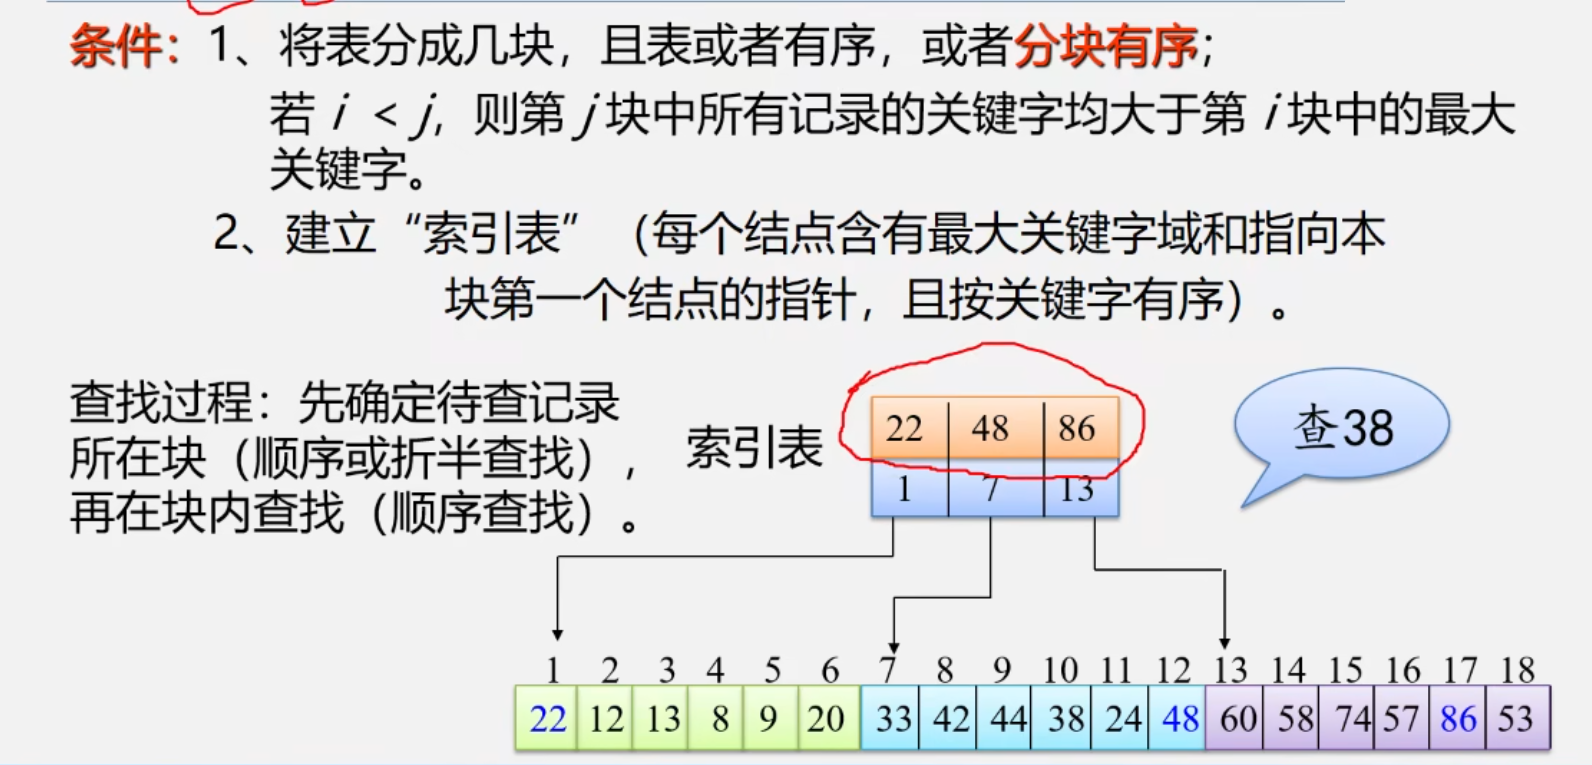 条件：1、将表分成几块，且表或者有序，或者分块有序；
若 i < j，则第 j 块中所有记录的关键字均大于第 i 块中的最大
关键字。
2、建立“索引表”（每个结点含有最大关键字域和指向本
块第一个结点的指针，且按关键字有序）。
查找过程：先确定待查记录
所在块（顺序或折半查找），
再在块内查找（顺序查找）。
索引表
22 48 86
1 7 13
查38
1 2 3 4 5 6 7 8 9 10 11 12 13 14 15 16 17 18
22 12 13 8 9 20 33 42 44 38 24 48 60 58 74 57 86 53